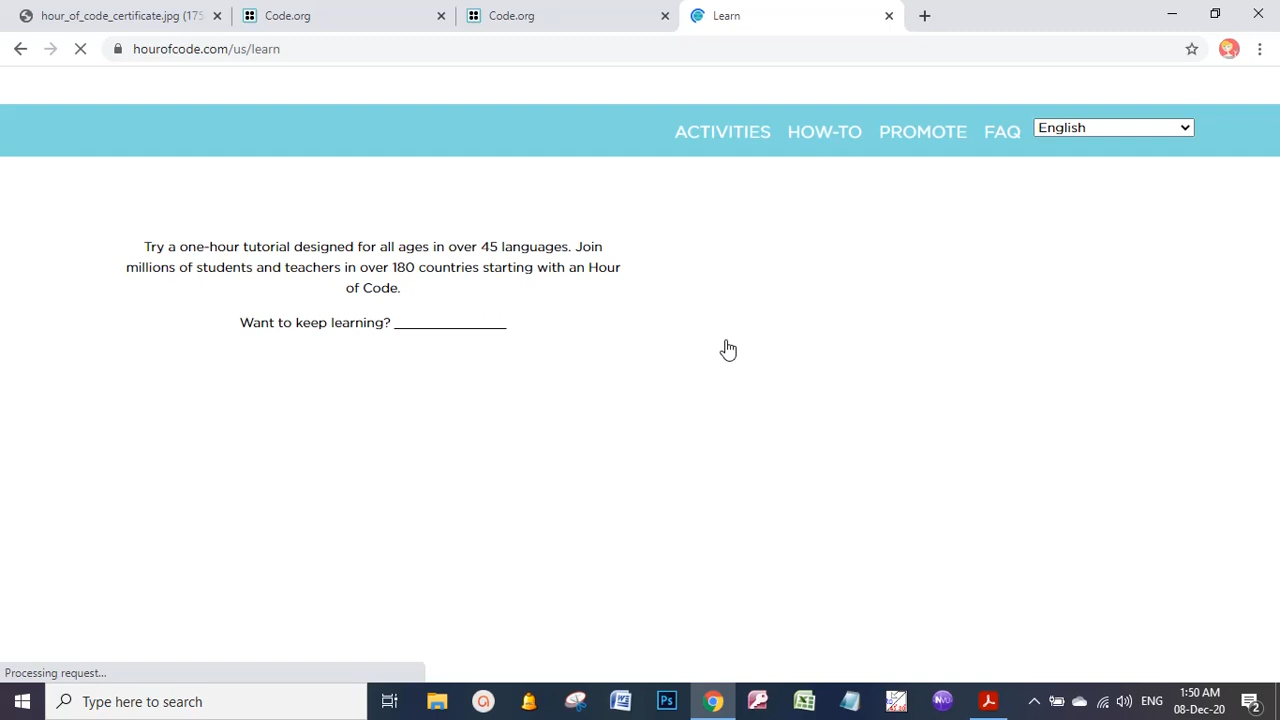 hour_of_code_certificate.jpg (175
Code.org
Code.org
Learn
hourofcode.com/us/learn
ACTIVITIES HOW-TO PROMOTE FAQ English
Try a one-hour tutorial designed for all ages in over 45 languages. Join
millions of students and teachers in over 180 countries starting with an Hour
of Code.
Want to keep learning?
Processing request...
Type here to search
Ps
ENG
1:50 AM
08-Dec-20
2